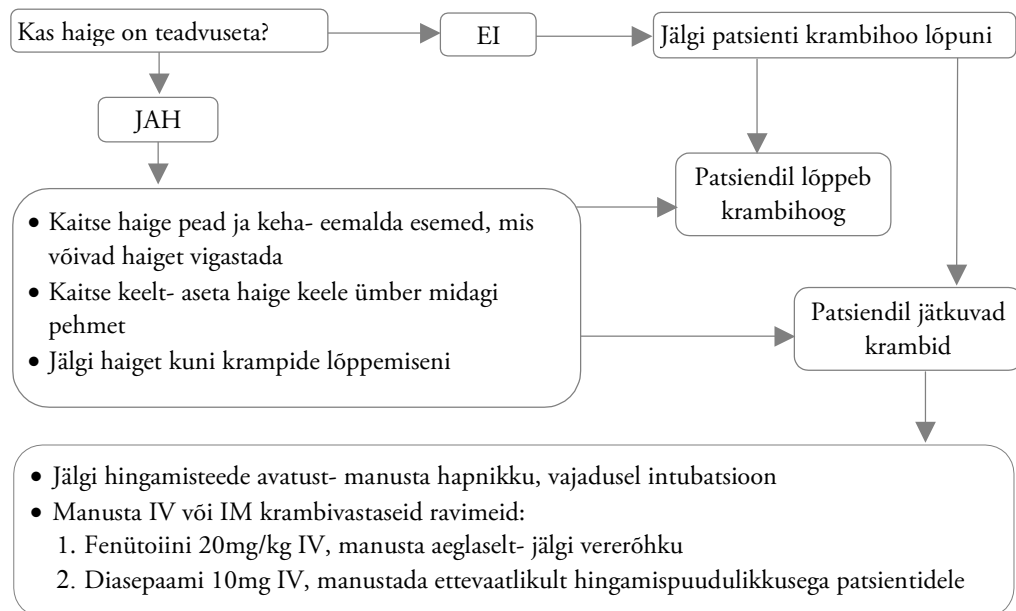 Kas haige on teadvuseta?
EI
Jälgi patsienti krambihoo lõpuni
JAH
Patsiendil lõppeb
krambihoog
• Kaitse haige pead ja keha- eemalda esemed, mis
võivad haiget vigastada
• Kaitse keelt- aseta haige keele ümber midagi
pehmet
• Jälgi haiget kuni krampide lõppemiseni
Patsiendil jätkuvad
krambid
• Jälgi hingamisteede avatust- manusta hapnikku, vajadusel intubatsioon
• Manusta IV või IM krambivastaseid ravimeid:
1. Fenütoiini 20mg/kg IV, manusta aeglaselt- jälgi vererõhku
2. Diasepaami 10mg IV, manustada ettevaatlikult hingamispuudulikkusega patsientidele